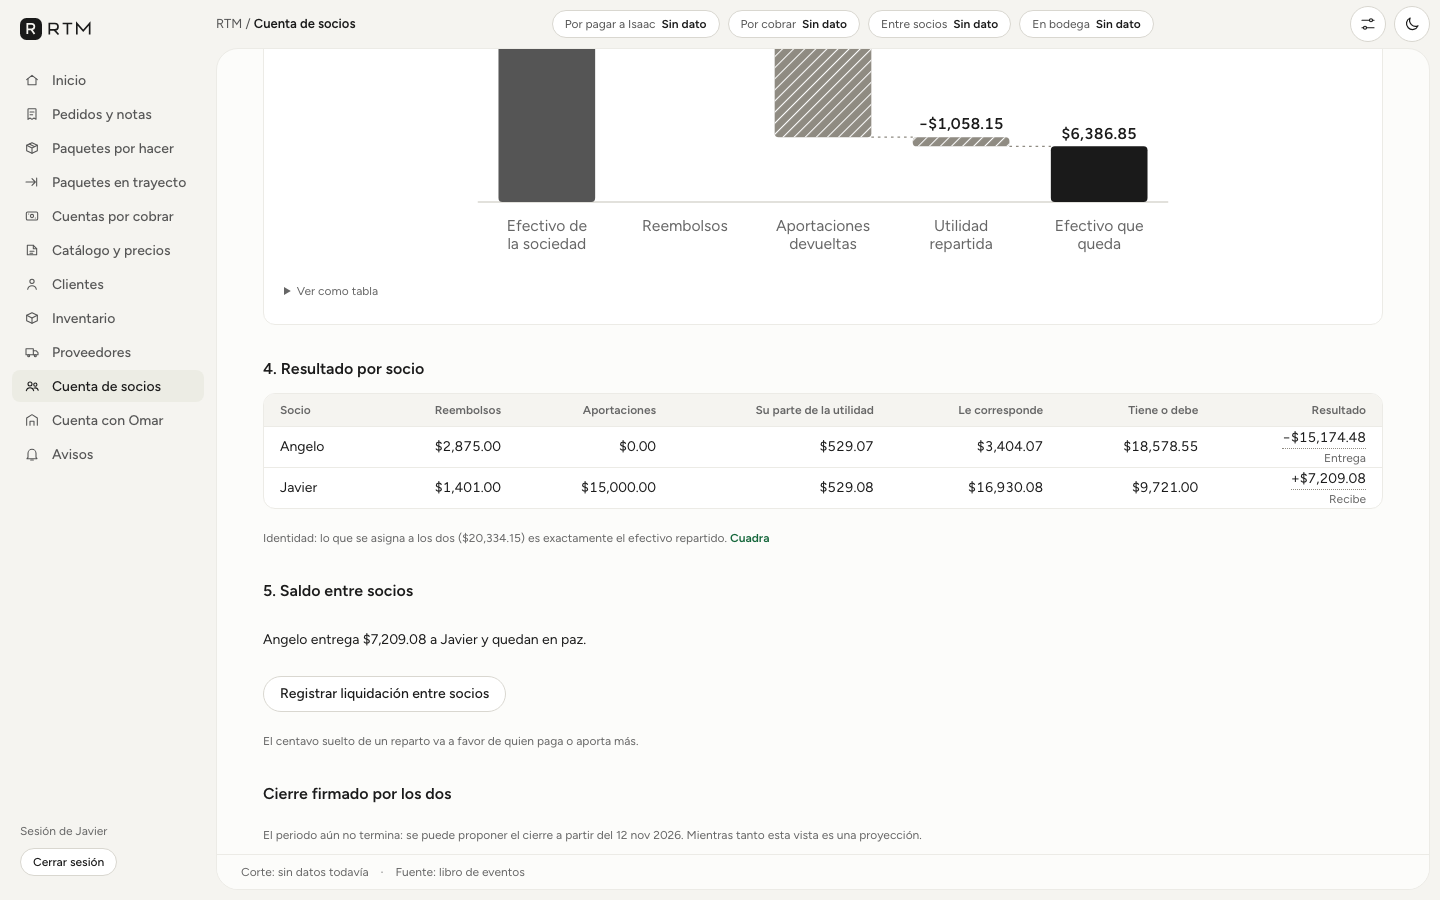 R RTM
RTM / Cuenta de socios
Por pagar a Isaac Sin dato
Por cobrar Sin dato
Entre socios Sin dato
En bodega Sin dato
Inicio
Pedidos y notas
Paquetes por hacer
Paquetes en trayecto
Cuentas por cobrar
Catálogo y precios
Clientes
Inventario
Proveedores
Cuenta de socios
Cuenta con Omar
Avisos
Sesión de Javier
Cerrar sesión
−$1,058.15
$6,386.85
Efectivo de
la sociedad
Reembolsos
Aportaciones
devueltas
Utilidad
repartida
Efectivo que
queda
Ver como tabla
4. Resultado por socio
Socio Reembolsos Aportaciones Su parte de la utilidad Le corresponde Tiene o debe Resultado
Angelo $2,875.00 $0.00 $529.07 $3,404.07 $18,578.55 −$15,174.48
Entrega
Javier $1,401.00 $15,000.00 $529.08 $16,930.08 $9,721.00 +$7,209.08
Recibe
Identidad: lo que se asigna a los dos ($20,334.15) es exactamente el efectivo repartido. Cuadra
5. Saldo entre socios
Angelo entrega $7,209.08 a Javier y quedan en paz.
Registrar liquidación entre socios
El centavo suelto de un reparto va a favor de quien paga o aporta más.
Cierre firmado por los dos
El periodo aún no termina: se puede proponer el cierre a partir del 12 nov 2026. Mientras tanto esta vista es una proyección.
Corte: sin datos todavía · Fuente: libro de eventos